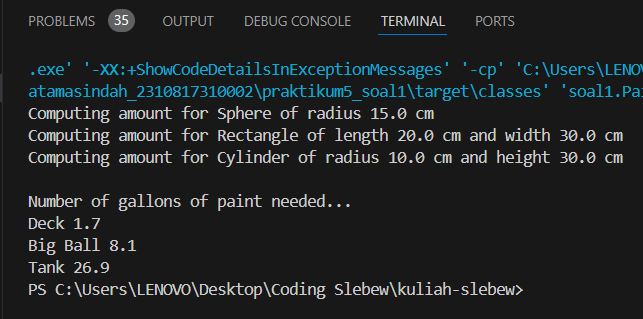 PROBLEMS 35 OUTPUT DEBUG CONSOLE TERMINAL PORTS
.exe' '-XX:+ShowCodeDetailsInExceptionMessages' '-cp' 'C:\Users\LENO
atamasindah_2310817310002\praktikum5_soal1\target\classes' 'soal1.Pai
Computing amount for Sphere of radius 15.0 cm
Computing amount for Rectangle of length 20.0 cm and width 30.0 cm
Computing amount for Cylinder of radius 10.0 cm and height 30.0 cm
Number of gallons of paint needed...
Deck 1.7
Big Ball 8.1
Tank 26.9
PS C:\Users\LENOVO\Desktop\Coding Slebew\kuliah-slebew>